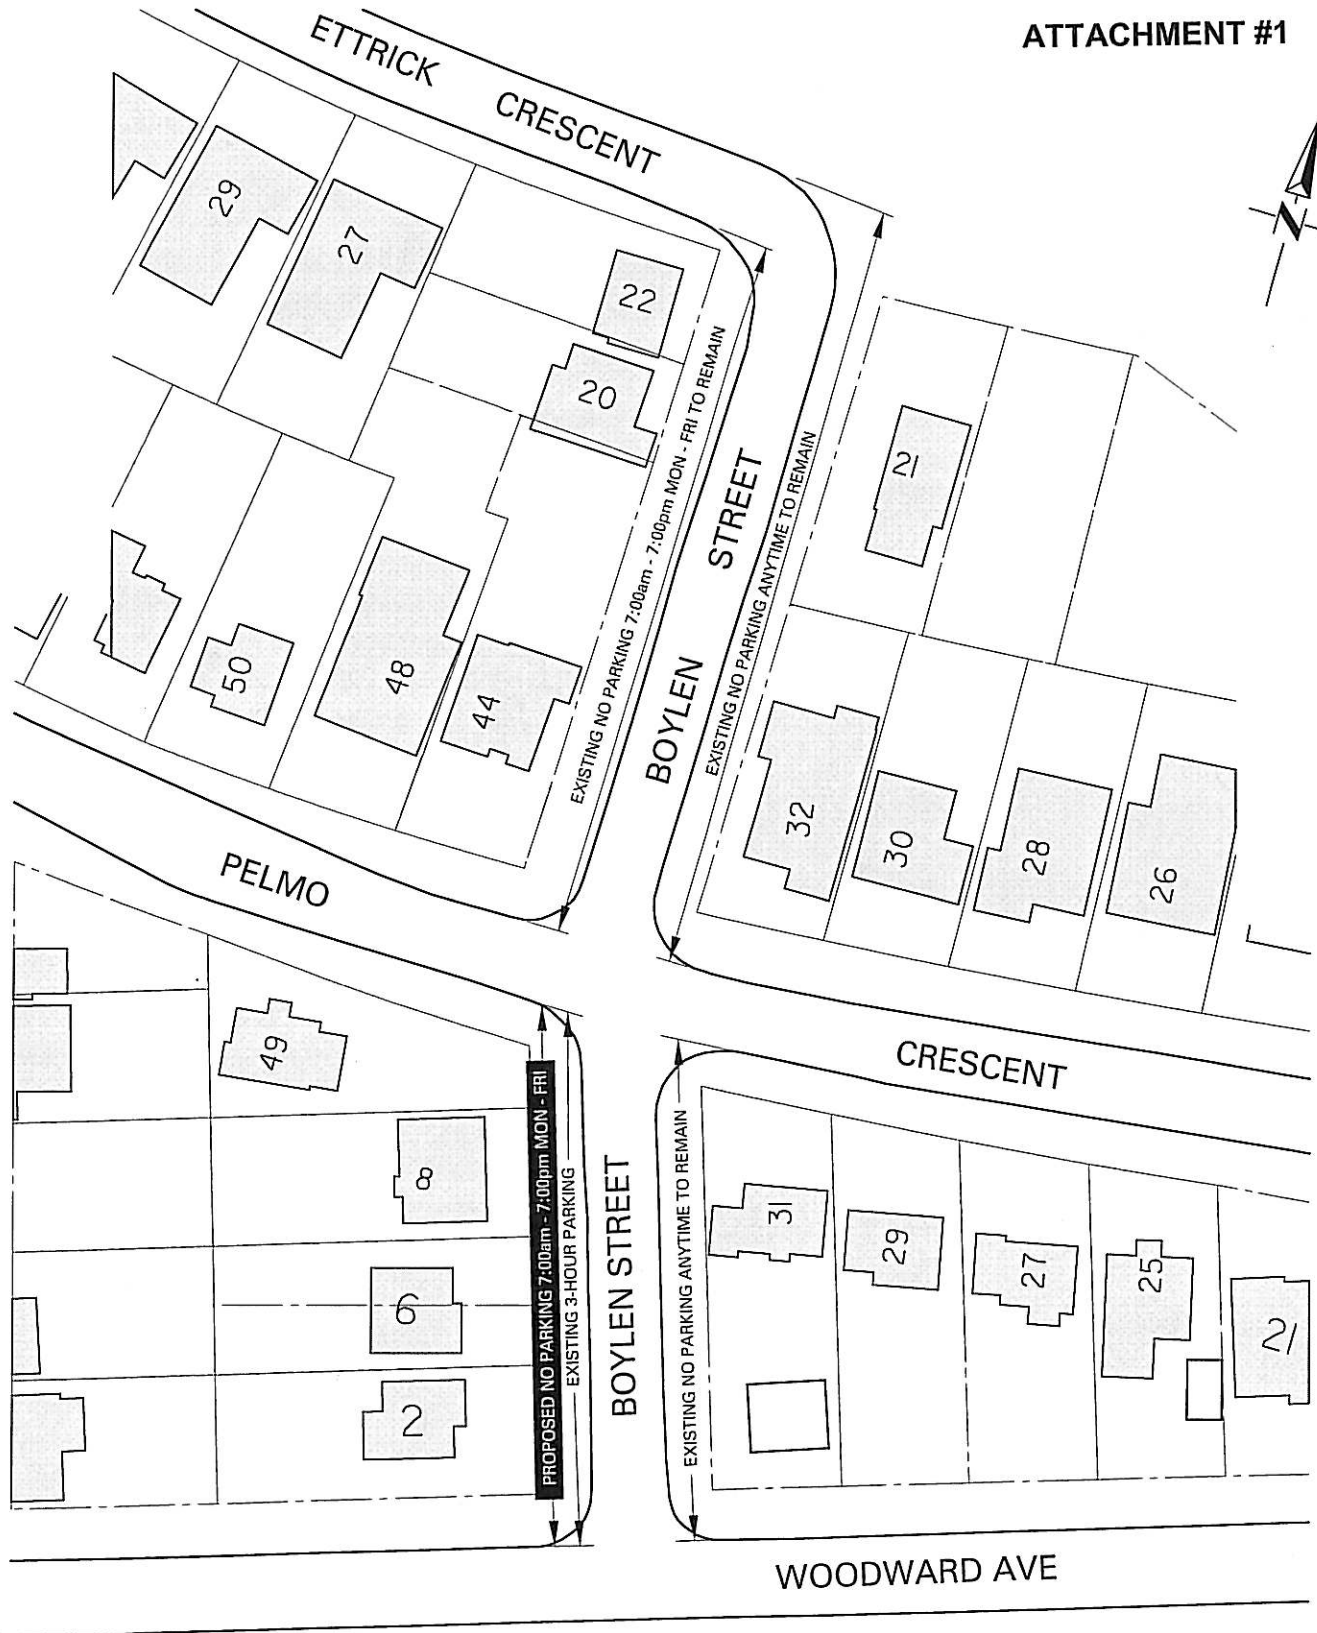 ATTACHMENT #1
ETTRICK CRESCENT
N
29
27
22
20
21
EXISTING NO PARKING 7:00am - 7:00pm MON - FRI TO REMAIN
BOYLEN STREET
EXISTING NO PARKING ANYTIME TO REMAIN
50
48
44
32
30
28
26
PELMO CRESCENT
49
8
6
2
PROPOSED NO PARKING 7:00am - 7:00pm MON - FRI
EXISTING 3-HOUR PARKING
BOYLEN STREET
EXISTING NO PARKING ANYTIME TO REMAIN
31
29
27
25
21
WOODWARD AVE